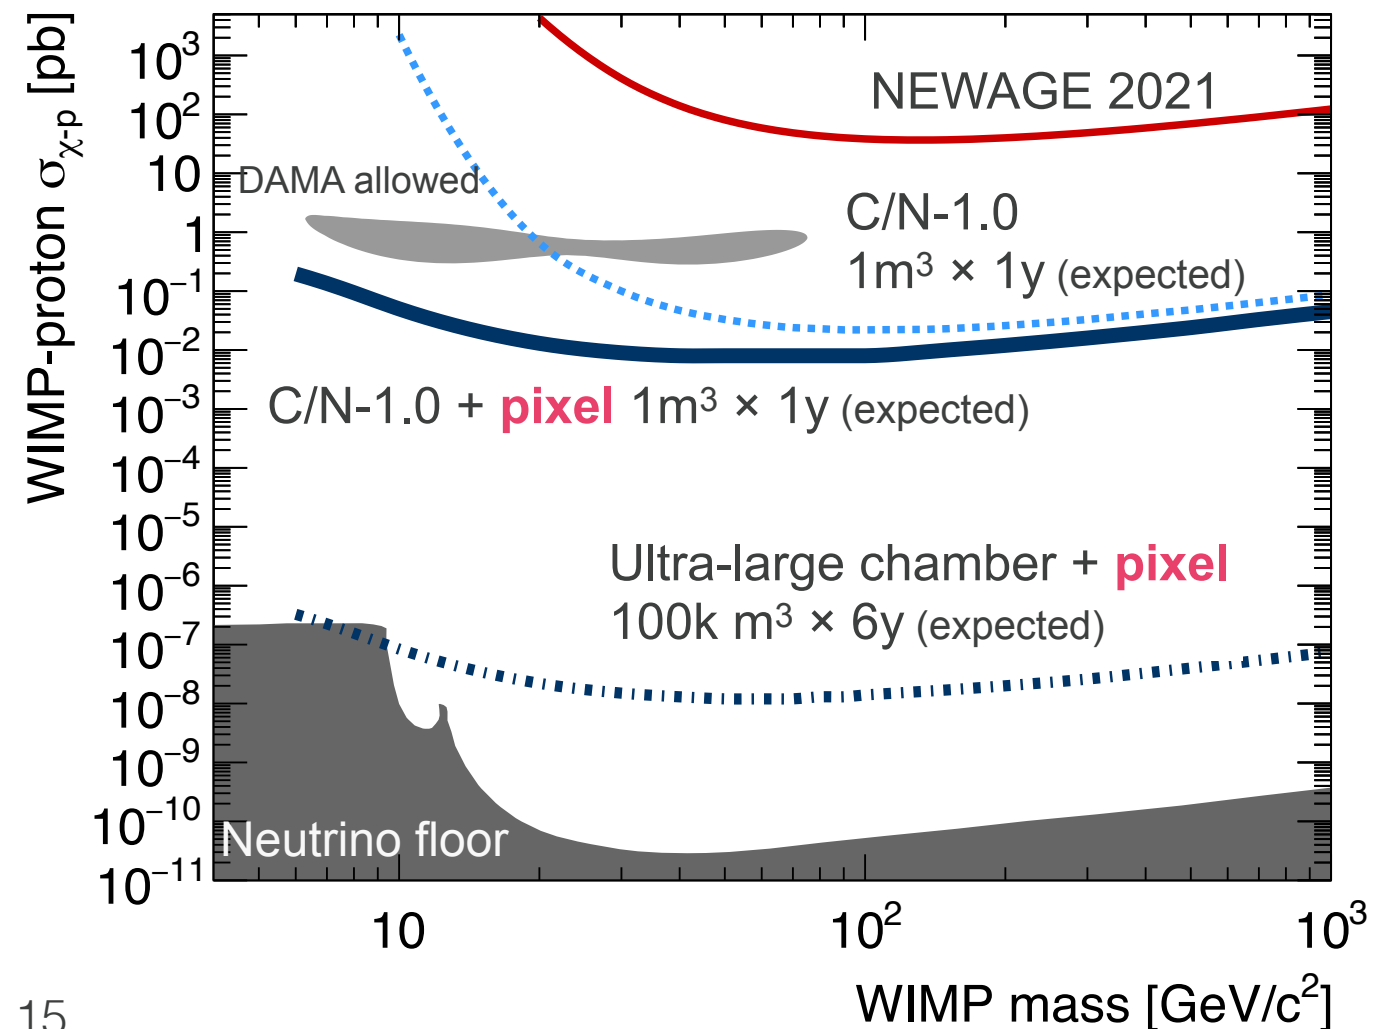 WIMP-proton σχ-p [pb]
10³
10²
10
1
10⁻¹
10⁻²
10⁻³
10⁻⁴
10⁻⁵
10⁻⁶
10⁻⁷
10⁻⁸
10⁻⁹
10⁻¹⁰
10⁻¹¹
NEWAGE 2021
DAMA allowed
C/N-1.0
1m³ × 1y (expected)
C/N-1.0 + pixel 1m³ × 1y (expected)
Ultra-large chamber + pixel
100k m³ × 6y (expected)
Neutrino floor
10
10²
10³
WIMP mass [GeV/c²]
15